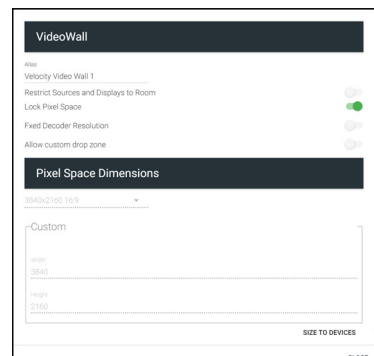 VideoWall
Alias
Velocity Video Wall 1
Restrict Sources and Displays to Room
Lock Pixel Space
Fxed Decoder Resolution
Allow custom drop zone
Pixel Space Dimensions
3840x2160 16:9
Custom
Width
3840
Height
2160
SIZE TO DEVICES
CLOSE